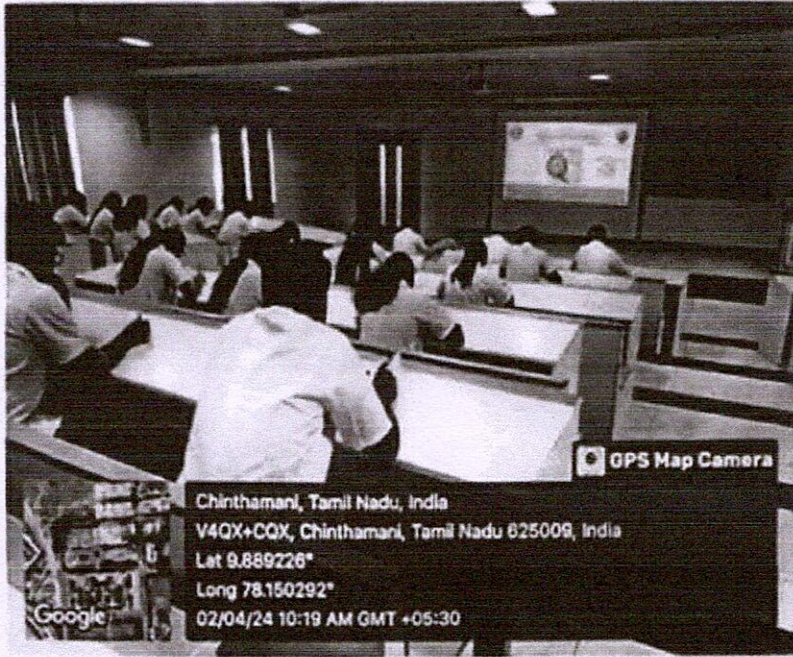 GPS Map Camera
Chinthamani, Tamil Nadu, India
V4QX+CQX, Chinthamani, Tamil Nadu 625009, India
Lat 9.889226°
Long 78.150292°
02/04/24 10:19 AM GMT +05:30
Google